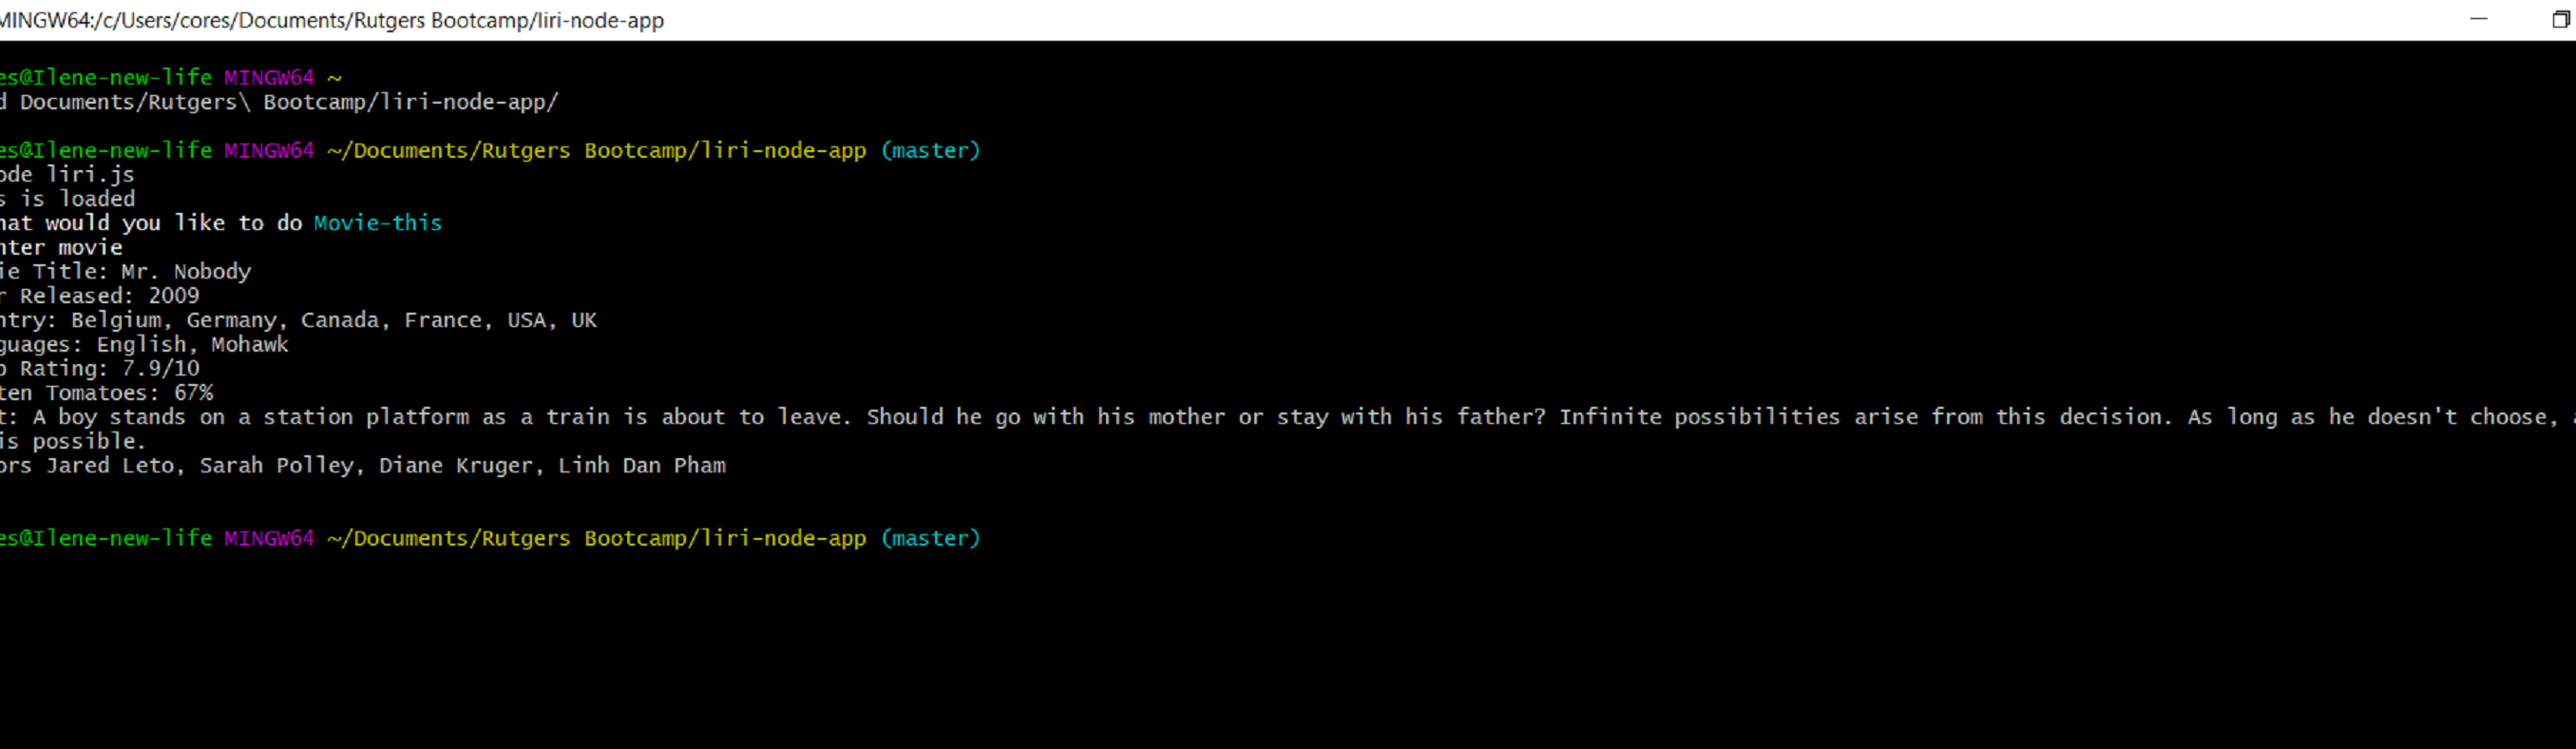 MINGW64:/c/Users/cores/Documents/Rutgers Bootcamp/liri-node-app
es@Ilene-new-life MINGW64 ~
d Documents/Rutgers\ Bootcamp/liri-node-app/
es@Ilene-new-life MINGW64 ~/Documents/Rutgers Bootcamp/liri-node-app (master)
ode liri.js
s is loaded
hat would you like to do Movie-this
nter movie
ie Title: Mr. Nobody
r Released: 2009
ntry: Belgium, Germany, Canada, France, USA, UK
guages: English, Mohawk
b Rating: 7.9/10
ten Tomatoes: 67%
t: A boy stands on a station platform as a train is about to leave. Should he go with his mother or stay with his father? Infinite possibilities arise from this decision. As long as he doesn't choose,
is possible.
ors Jared Leto, Sarah Polley, Diane Kruger, Linh Dan Pham
es@Ilene-new-life MINGW64 ~/Documents/Rutgers Bootcamp/liri-node-app (master)